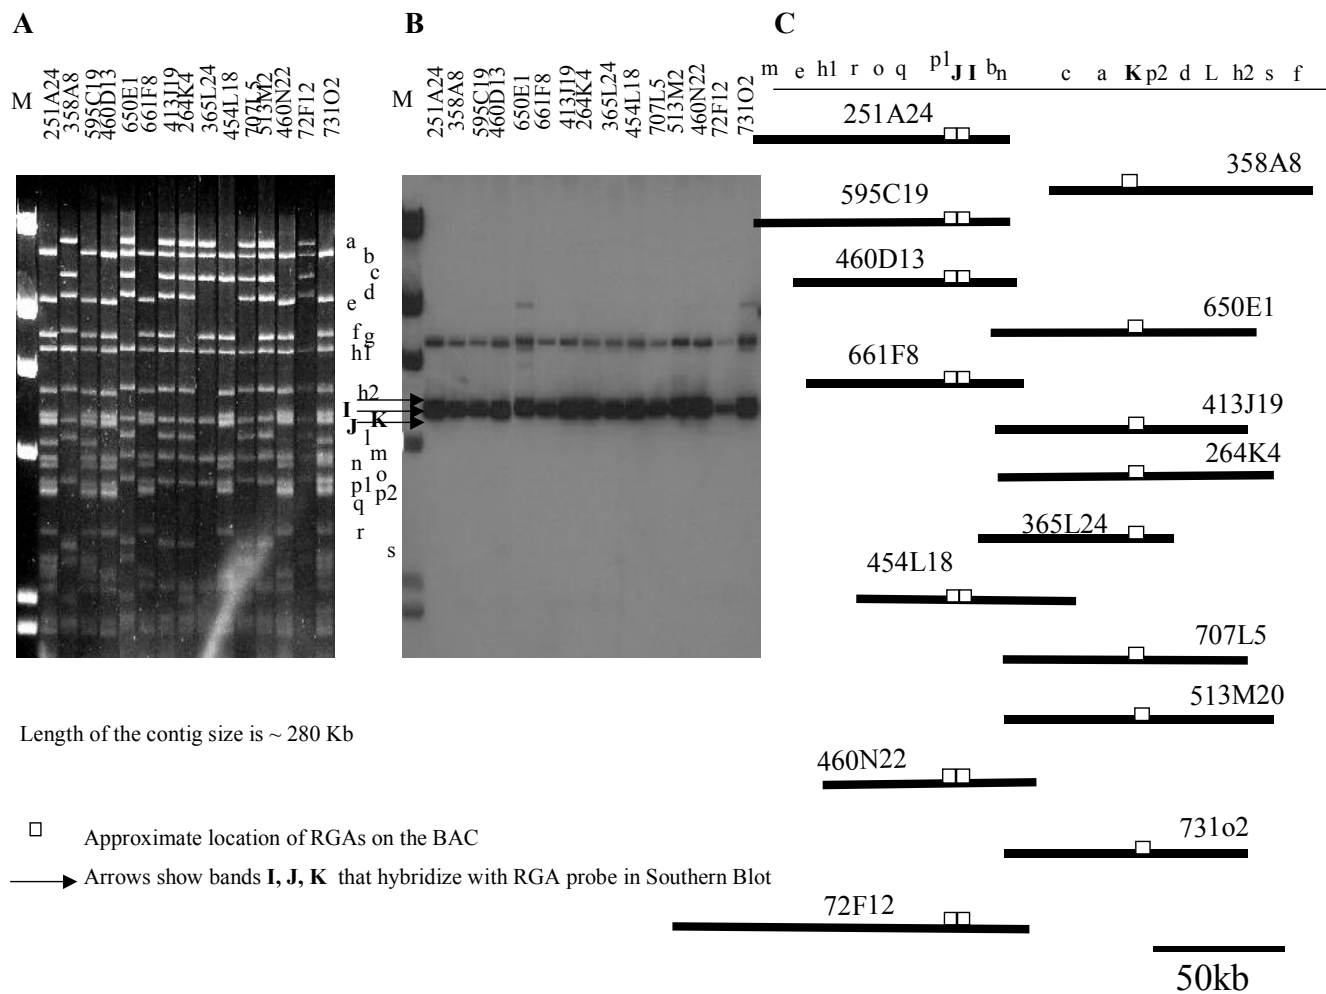 A
B
C
M
251A24
358A8
595C19
460D13
650E1
661F8
413J19
264K4
365L24
454L18
707L5
513M2
460N22
72F12
731O2
a
b
c
d
e
f g
h1
h2
I
J K
l
m
n
o
p1 p2
q
r
s
M
251A24
358A8
595C19
460D13
650E1
661F8
413J19
264K4
365L24
454L18
707L5
513M2
460N22
72F12
731O2
m e h1 r o q p1 J I b n c a K p2 d L h2 s f
251A24
358A8
595C19
460D13
650E1
661F8
413J19
264K4
365L24
454L18
707L5
513M20
460N22
731o2
72F12
50kb
Length of the contig size is ~ 280 Kb
Approximate location of RGAs on the BAC
Arrows show bands I, J, K that hybridize with RGA probe in Southern Blot